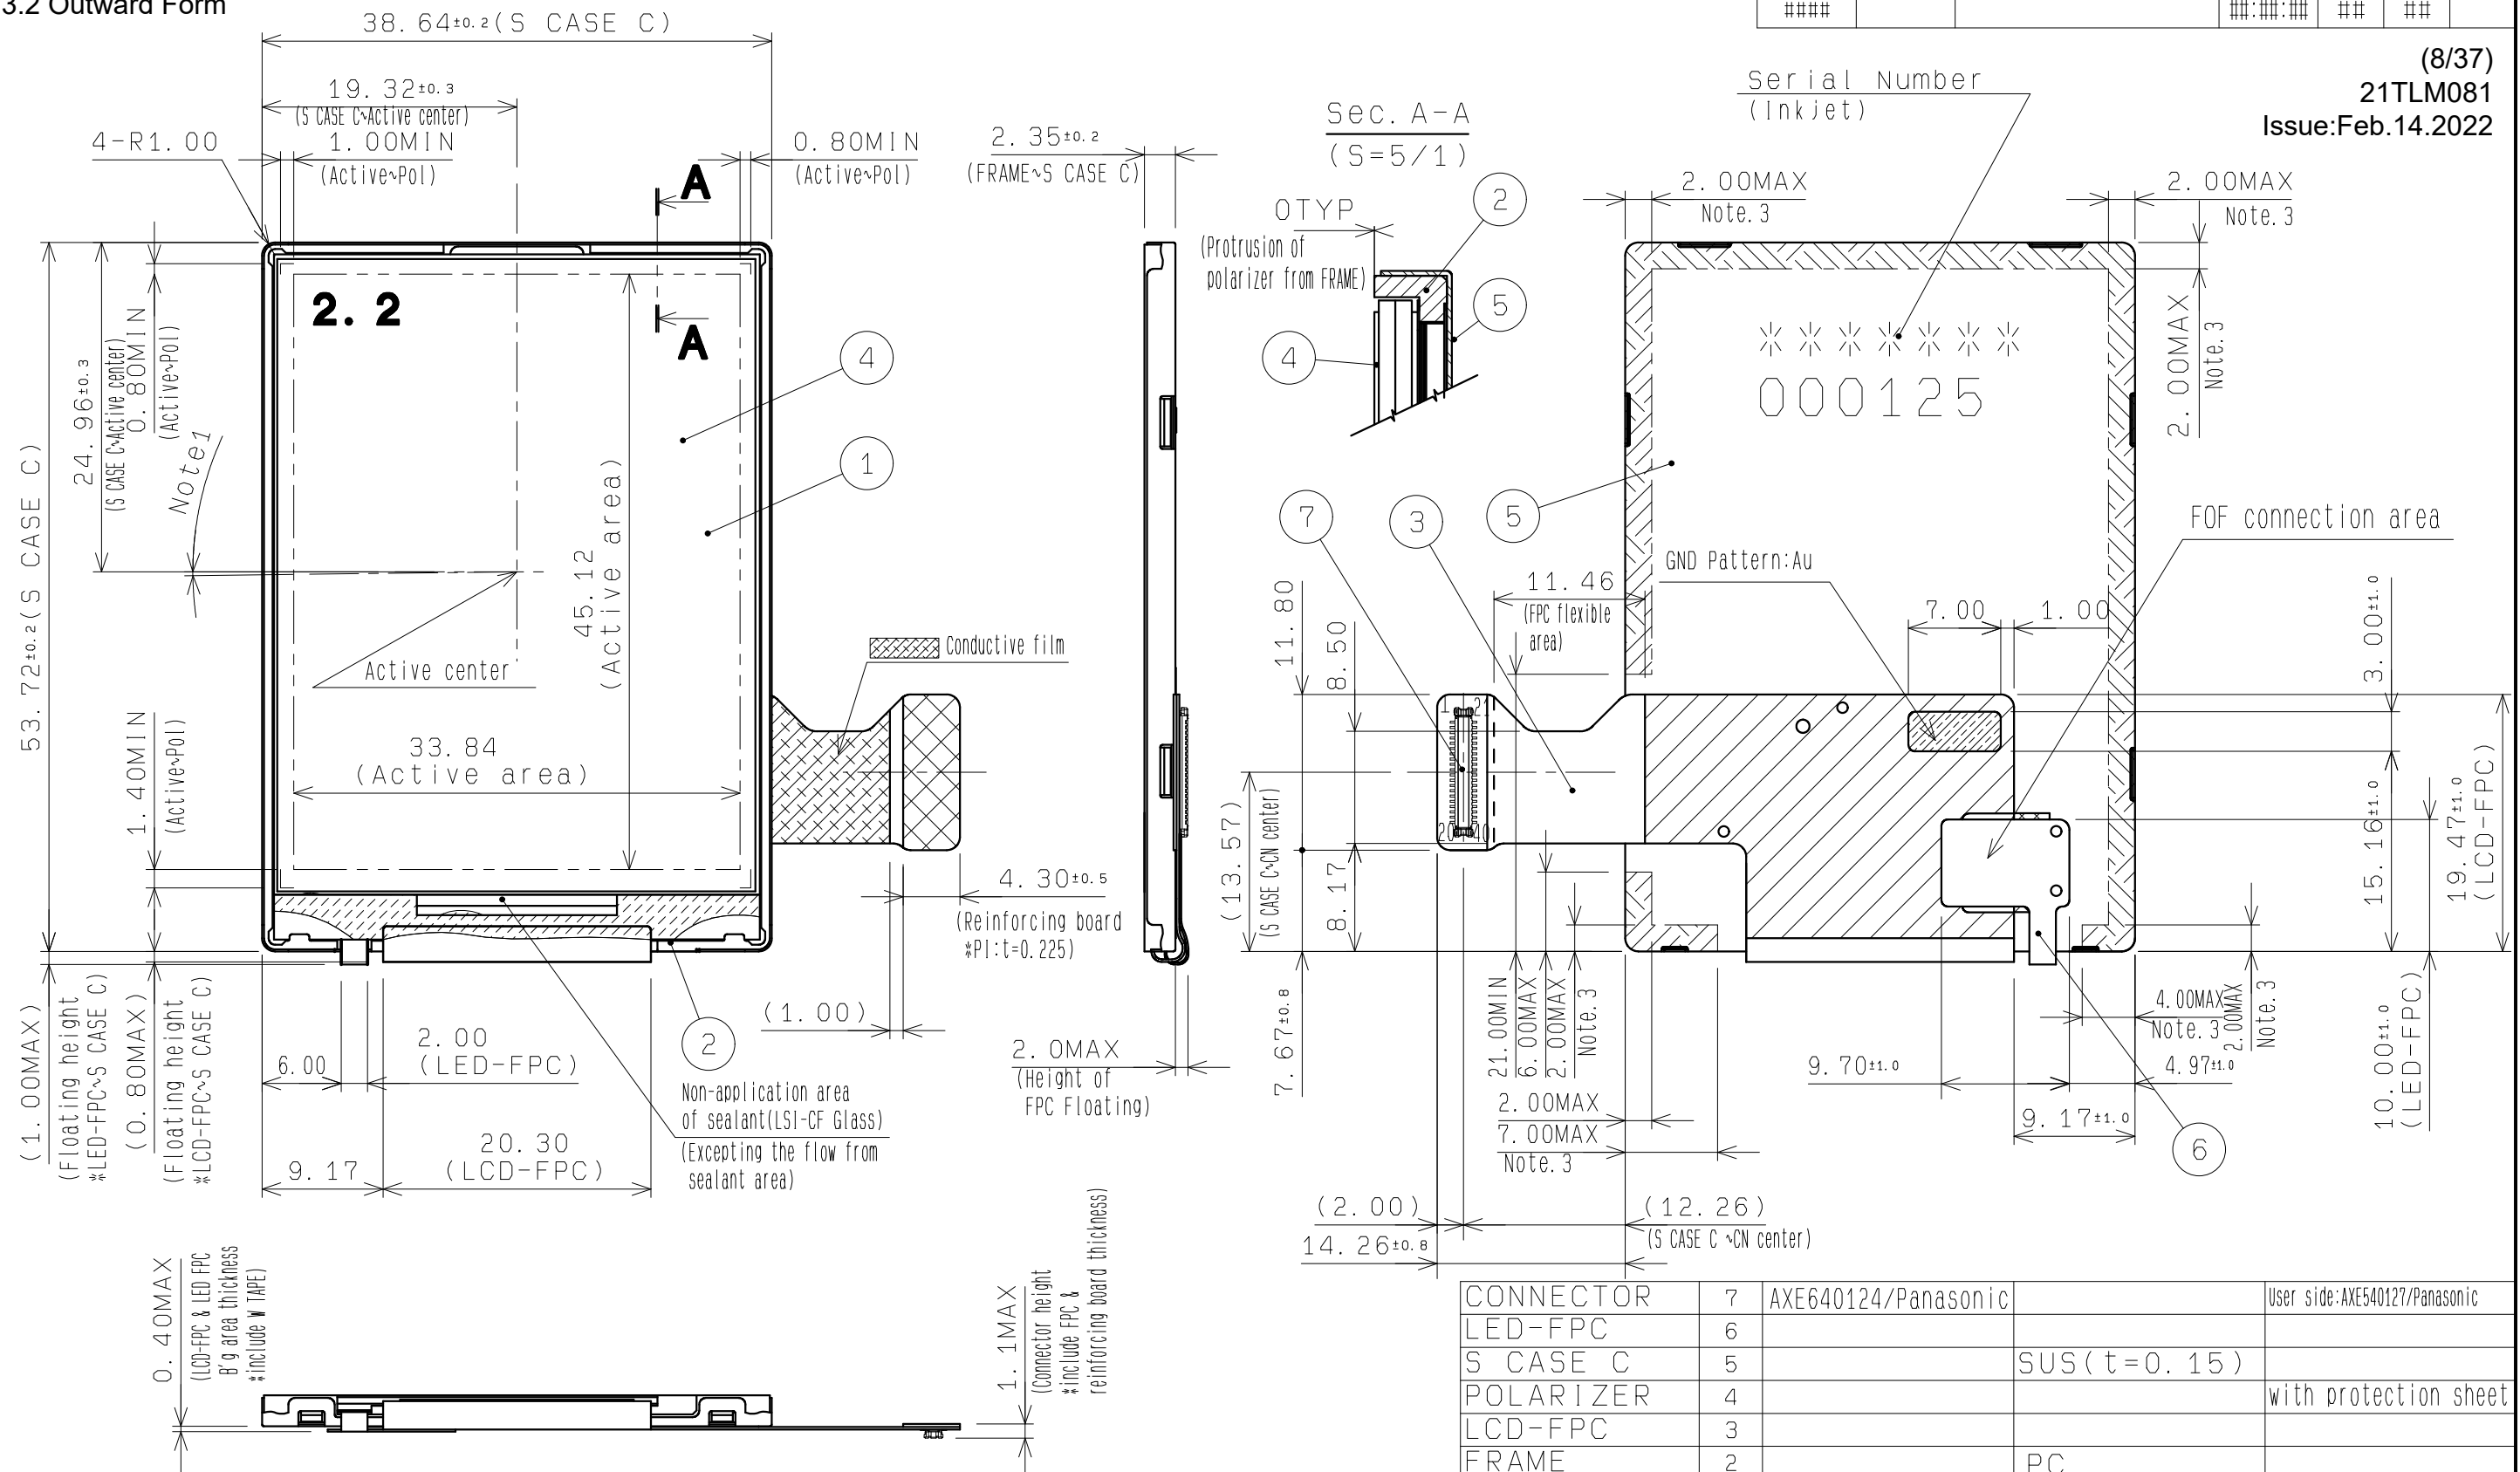 3.2 Outward Form
####
##:##:##
##
##
(8/37)
21TLM081
Issue:Feb.14.2022
38.64±0.2(S CASE C)
19.32±0.3
(S CASE C~Active center)
4-R1.00
1.00MIN
(Active~Pol)
0.80MIN
(Active~Pol)
A
A
2.2
53.72±0.2(S CASE C)
24.96±0.3
(S CASE C~Active center)
0.80MIN
(Active~Pol)
Note1
4
1
45.12
(Active area)
Active center
33.84
(Active area)
1.40MIN
(Active~Pol)
Conductive film
4.30±0.5
(Reinforcing board
*PI:t=0.225)
(1.00)
2
(1.00MAX)
(Floating height
*LED-FPC~S CASE C)
(0.80MAX)
(Floating height
*LCD-FPC~S CASE C)
6.00
2.00
(LED-FPC)
9.17
20.30
(LCD-FPC)
Non-application area
of sealant(LSI-CF Glass)
(Excepting the flow from
sealant area)
2.35±0.2
(FRAME~S CASE C)
2.0MAX
(Height of
FPC Floating)
Sec. A-A
(S=5/1)
0TYP
(Protrusion of
polarizer from FRAME)
2
5
4
Serial Number
(Inkjet)
2.00MAX
Note.3
2.00MAX
Note.3
2.00MAX
Note.3
*******
000125
7
3
5
FOF connection area
GND Pattern:Au
11.46
(FPC flexible
area)
7.00
1.00
3.00±1.0
11.80
8.50
1
21
20
40
(13.57)
(S CASE C~CN center)
8.17
7.67±0.8
21.00MIN
6.00MAX
2.00MAX
Note.3
15.16±1.0
19.47±1.0
(LCD-FPC)
10.00±1.0
(LED-FPC)
4.00MAX
Note.3
2.00MAX
Note.3
9.70±1.0
4.97±1.0
9.17±1.0
6
2.00MAX
7.00MAX
Note.3
(2.00)
(12.26)
(S CASE C ~CN center)
14.26±0.8
0.40MAX
(LCD-FPC & LED FPC
B'g area thickness
*include W TAPE)
1.1MAX
(Connector height
*include FPC &
reinforcing board thickness)
CONNECTOR 7 AXE640124/Panasonic User side:AXE540127/Panasonic
LED-FPC 6
S CASE C 5 SUS(t=0.15)
POLARIZER 4 with protection sheet
LCD-FPC 3
FRAME 2 PC